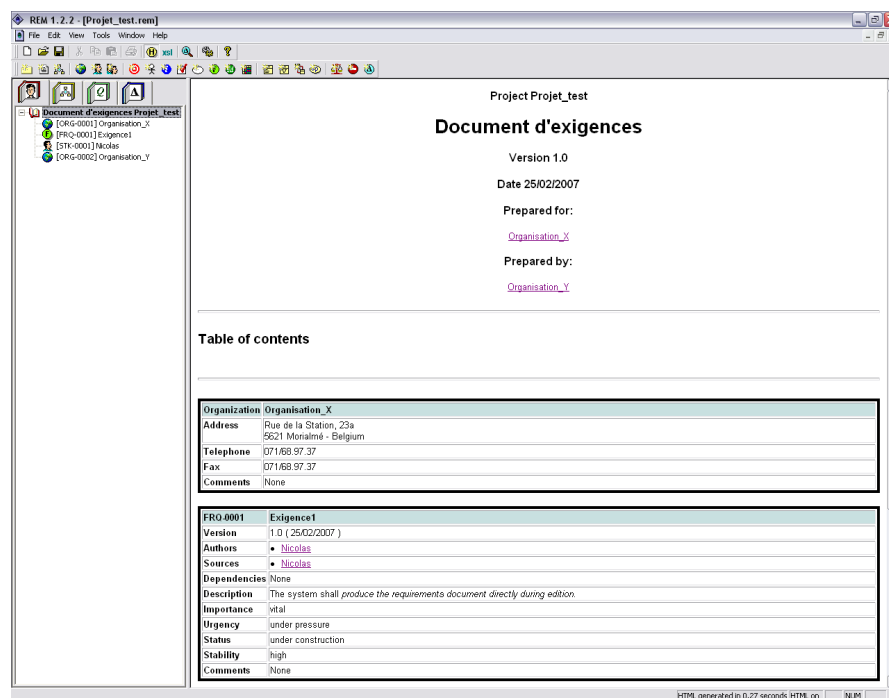 REM 1.2.2 - [Projet_test.rem]
File Edit View Tools Window Help
H xsl
Q A
Document d'exigences Projet_test
[ORG-0001] Organisation_X
[FRQ-0001] Exigence1
[STK-0001] Nicolas
[ORG-0002] Organisation_Y
Project Projet_test
Document d'exigences
Version 1.0
Date 25/02/2007
Prepared for:
Organisation_X
Prepared by:
Organisation_Y
Table of contents
Organization Organisation_X
Address Rue de la Station, 23a
5621 Morialmé - Belgium
Telephone 071/68.97.37
Fax 071/68.97.37
Comments None
FRQ-0001 Exigence1
Version 1.0 ( 25/02/2007 )
Authors • Nicolas
Sources • Nicolas
Dependencies None
Description The system shall produce the requirements document directly during edition.
Importance vital
Urgency under pressure
Status under construction
Stability high
Comments None
HTML generated in 0.27 seconds HTML on NUM